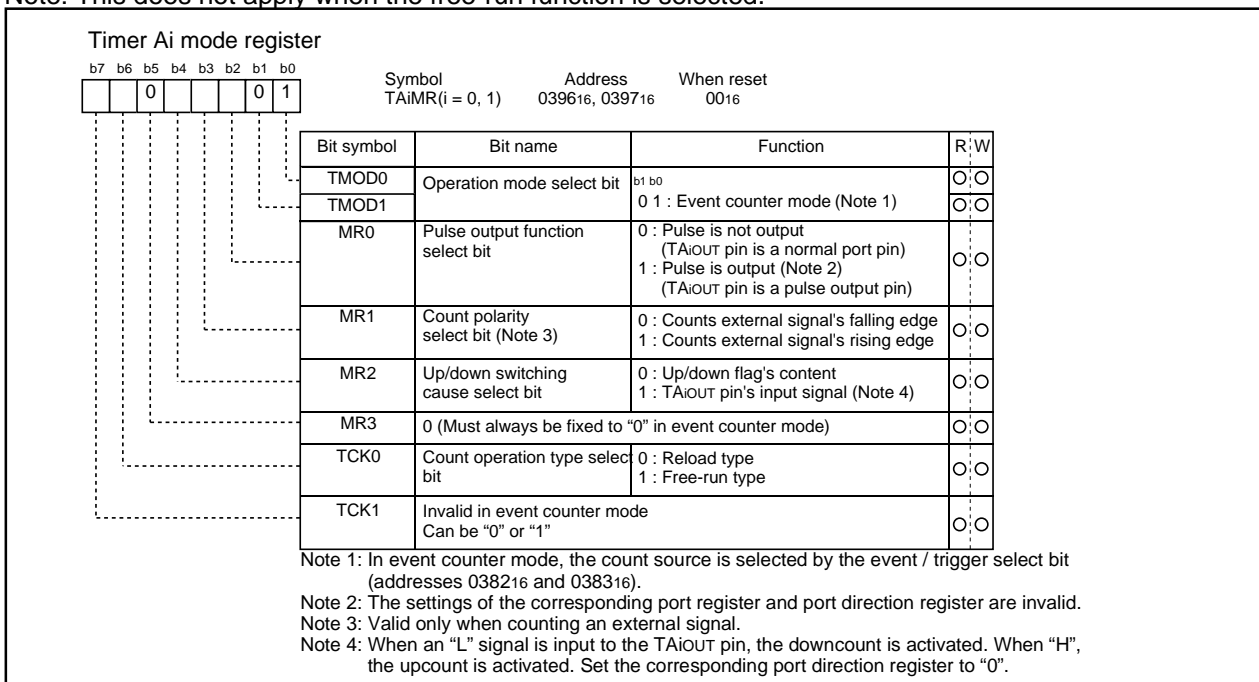 Note: This does not apply when the free-run function is selected.
Timer Ai mode register
b7 b6 b5 b4 b3 b2 b1 b0
0 0 1
Symbol Address When reset
TAiMR(i = 0, 1) 039616, 039716 0016
Bit symbol Bit name Function R W
TMOD0 Operation mode select bit b1 b0
TMOD1 0 1 : Event counter mode (Note 1)
MR0 Pulse output function 0 : Pulse is not output
select bit (TAiOUT pin is a normal port pin)
1 : Pulse is output (Note 2)
(TAiOUT pin is a pulse output pin)
MR1 Count polarity 0 : Counts external signal's falling edge
select bit (Note 3) 1 : Counts external signal's rising edge
MR2 Up/down switching 0 : Up/down flag's content
cause select bit 1 : TAiOUT pin's input signal (Note 4)
MR3 0 (Must always be fixed to “0” in event counter mode)
TCK0 Count operation type select 0 : Reload type
bit 1 : Free-run type
TCK1 Invalid in event counter mode
Can be “0” or “1”
Note 1: In event counter mode, the count source is selected by the event / trigger select bit
(addresses 038216 and 038316).
Note 2: The settings of the corresponding port register and port direction register are invalid.
Note 3: Valid only when counting an external signal.
Note 4: When an “L” signal is input to the TAiOUT pin, the downcount is activated. When “H”,
the upcount is activated. Set the corresponding port direction register to “0”.